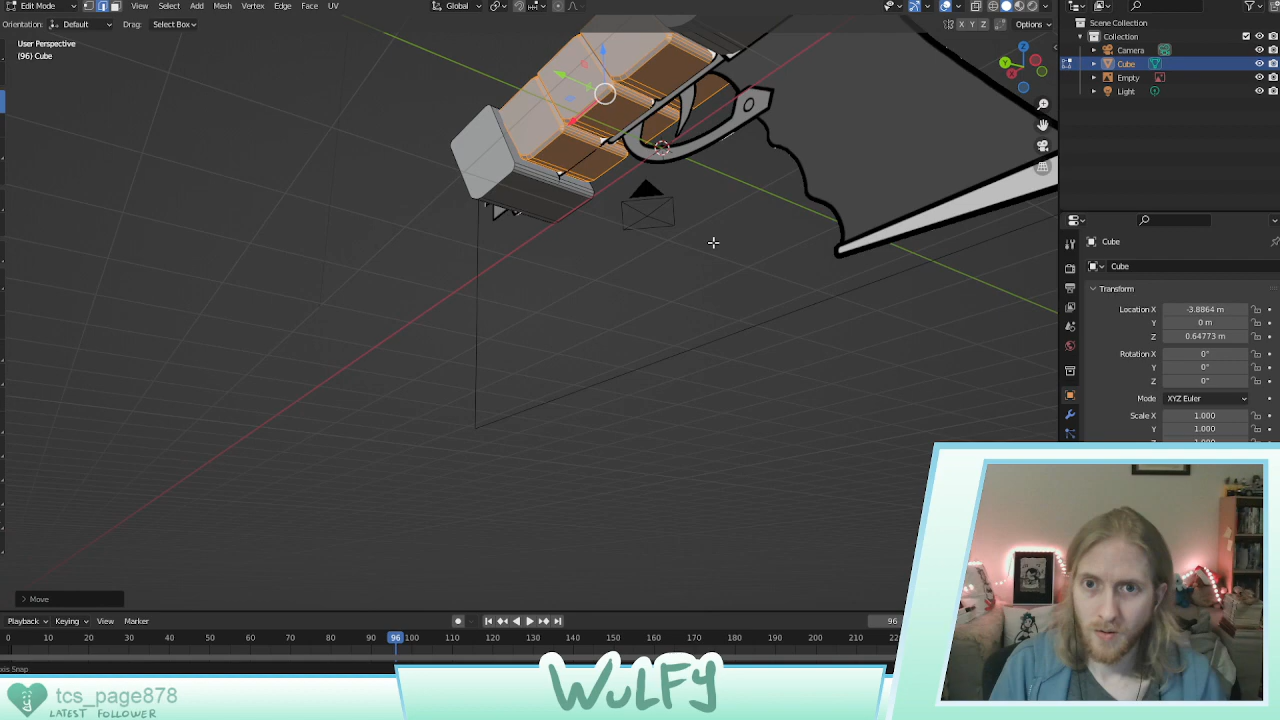 Edit Mode View Select Add Mesh Vertex Edge Face UV Global
Orientation: Default Drag: Select Box X Y Z Options
User Perspective
(96) Cube
Z
Y
X
Scene Collection
Collection
Camera
Cube
Empty
Light
Cube
Cube
Transform
Location X -3.8864 m
Y 0 m
Z 0.64773 m
Rotation X 0°
Y 0°
Z 0°
Mode XYZ Euler
Scale X 1.000
Y 1.000
Move
Playback Keying View Marker 96
0 10 20 30 40 50 60 70 80 90 96 100 110 120 130 140 150 160 170 180 190 200 210
axis Snap
tcs_page878
LATEST FOLLOWER
WULFY